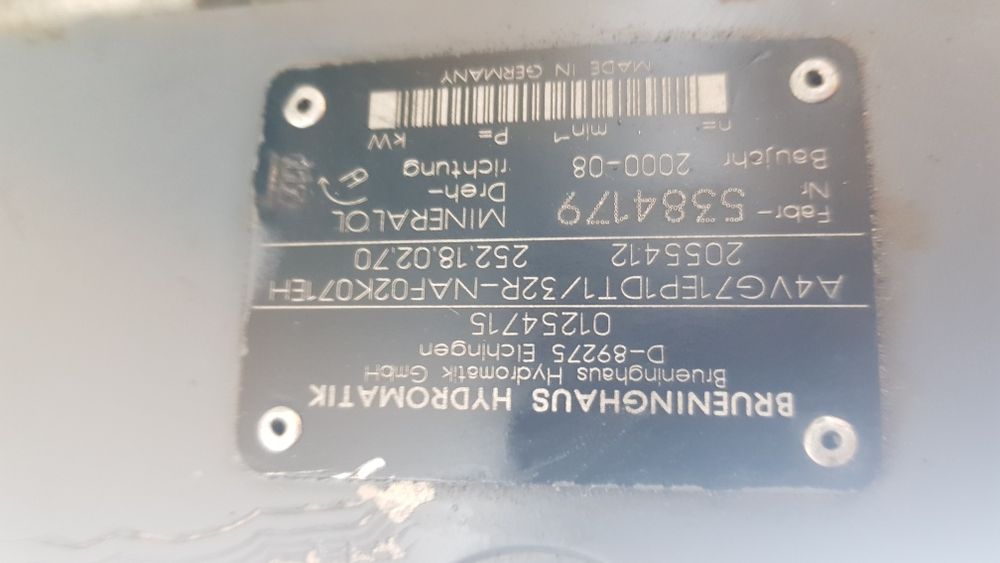 BRUENINGHAUS HYDROMATIK
Brueninghaus Hydromatik GmbH
D-89275 Elchingen
01254715
A4VG71EP1DT1/32R-NAF02K071EH
2055412 252.18.02.70
Fabr- Nr 5384179 MINERALÖL
Dreh- richtung R
Baujahr 2000-08
n= min-1 P= kW
MADE IN GERMANY